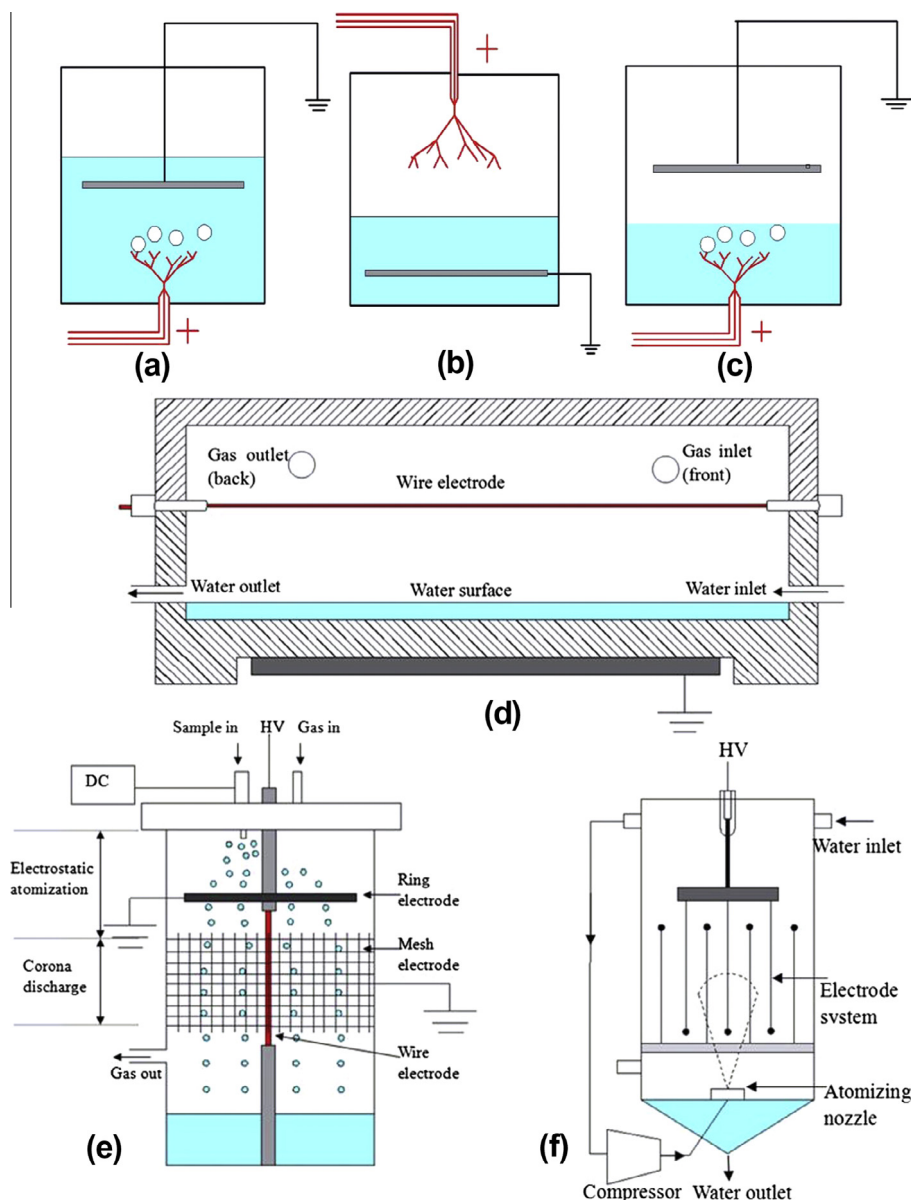 +
+
+
(a)
(b)
(c)
Gas outlet
(back)
Gas inlet
(front)
Wire electrode
Water outlet
Water surface
Water inlet
(d)
Sample in
HV
Gas in
DC
Electrostatic
atomization
Ring
electrode
Mesh
electrode
Corona
discharge
Wire
electrode
Gas out
(e)
HV
Water inlet
Electrode
svstem
Atomizing
nozzle
(f)
Compressor
Water outlet